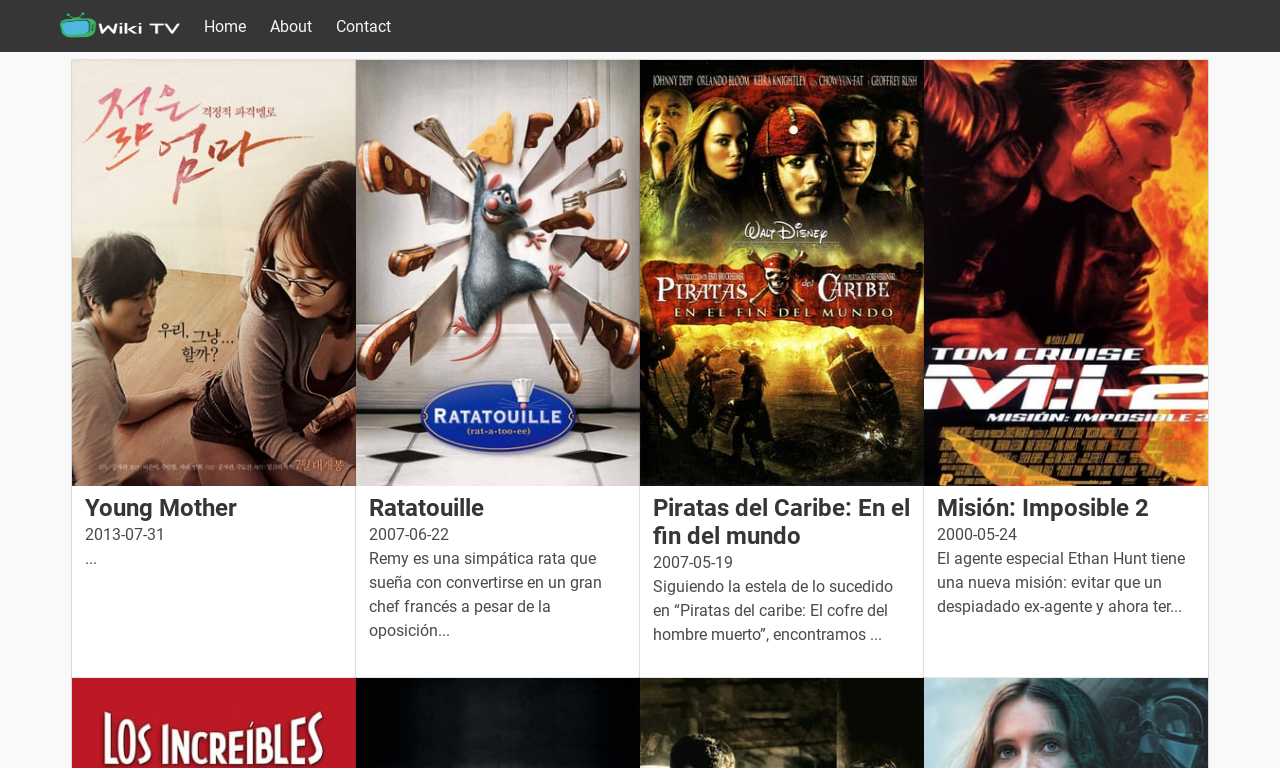 Wiki TV
Home
About
Contact
젊은 엄마
격정적 파격멜로
우리, 그냥...
할까?
7월 대개봉
Young Mother
2013-07-31
...
RATATOUILLE
(rat•a•too•ee)
Ratatouille
2007-06-22
Remy es una simpática rata que
sueña con convertirse en un gran
chef francés a pesar de la
oposición...
JOHNNY DEPP ORLANDO BLOOM KEIRA KNIGHTLEY CHOW YUN-FAT GEOFFREY RUSH
WALT DISNEY
PIRATAS del CARIBE
EN EL FIN DEL MUNDO
Piratas del Caribe: En el
fin del mundo
2007-05-19
Siguiendo la estela de lo sucedido
en “Piratas del caribe: El cofre del
hombre muerto”, encontramos ...
TOM CRUISE
M:I-2
MISIÓN: IMPOSIBLE 2
Misión: Imposible 2
2000-05-24
El agente especial Ethan Hunt tiene
una nueva misión: evitar que un
despiadado ex-agente y ahora ter...
LOS INCREÍBLES